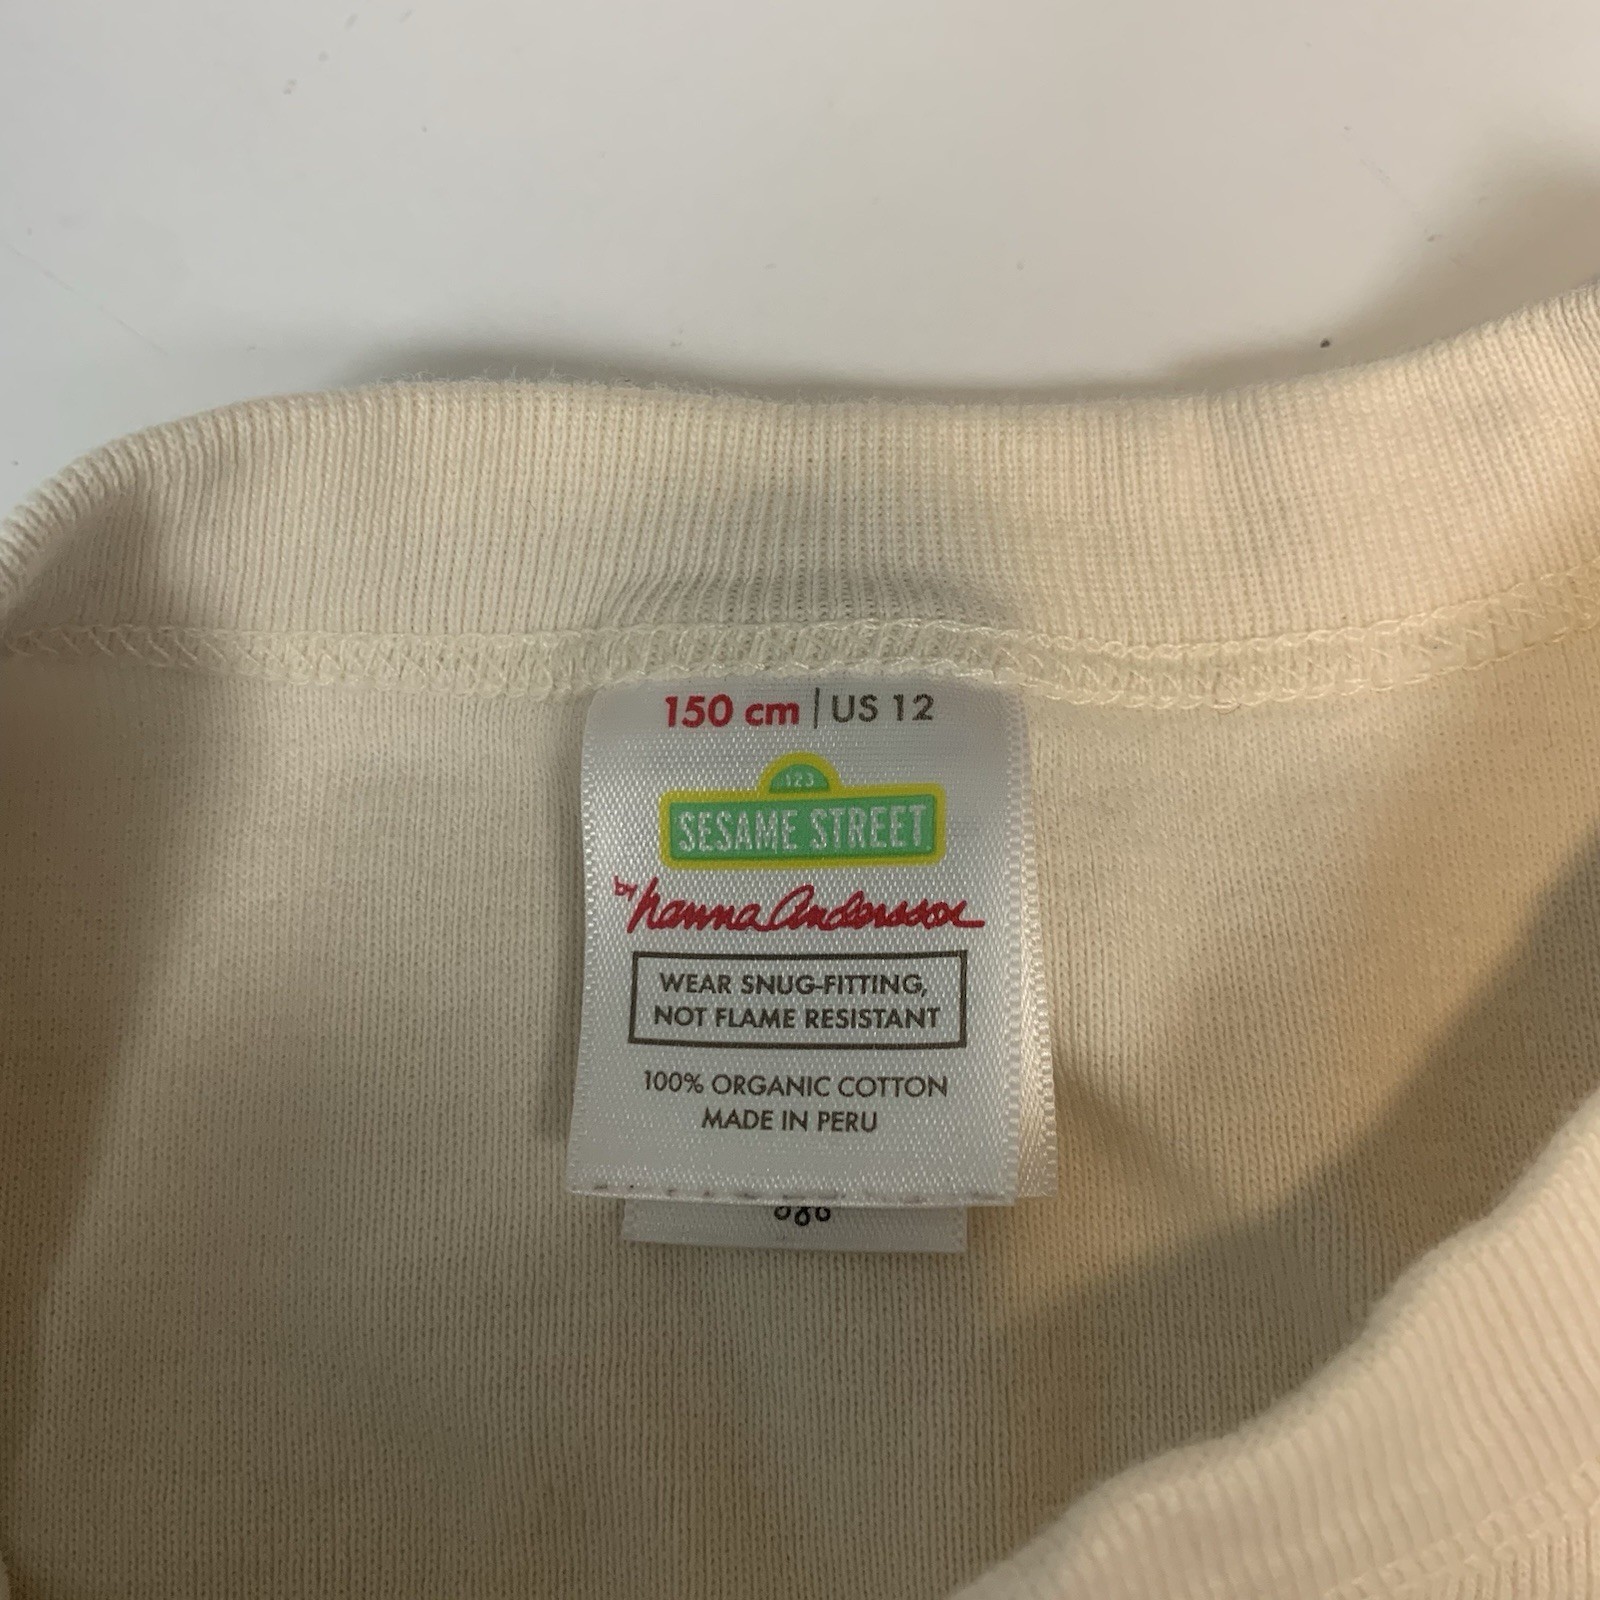 150 cm | US 12
123
SESAME STREET
by hanna andersson
WEAR SNUG-FITTING,
NOT FLAME RESISTANT
100% ORGANIC COTTON
MADE IN PERU